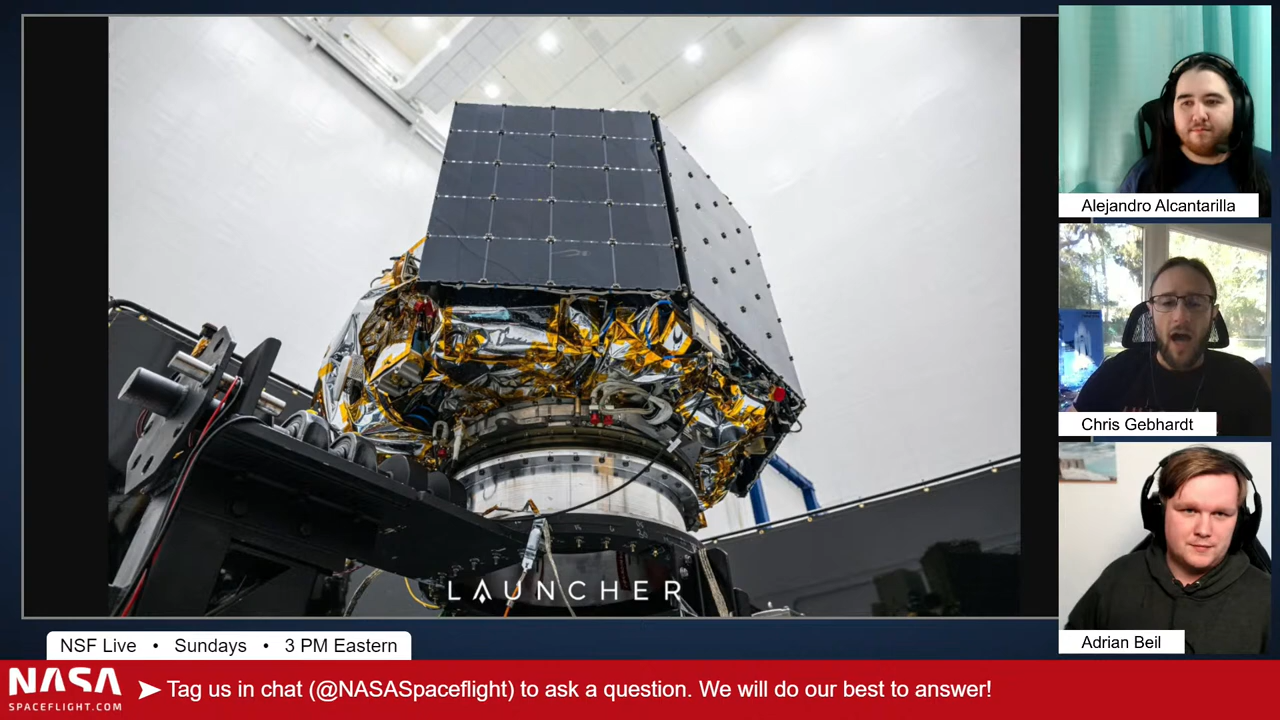 LAUNCHER
Alejandro Alcantarilla
Chris Gebhardt
Adrian Beil
NSF Live • Sundays • 3 PM Eastern
NASA
SPACEFLIGHT.COM
➤ Tag us in chat (@NASASpaceflight) to ask a question. We will do our best to answer!